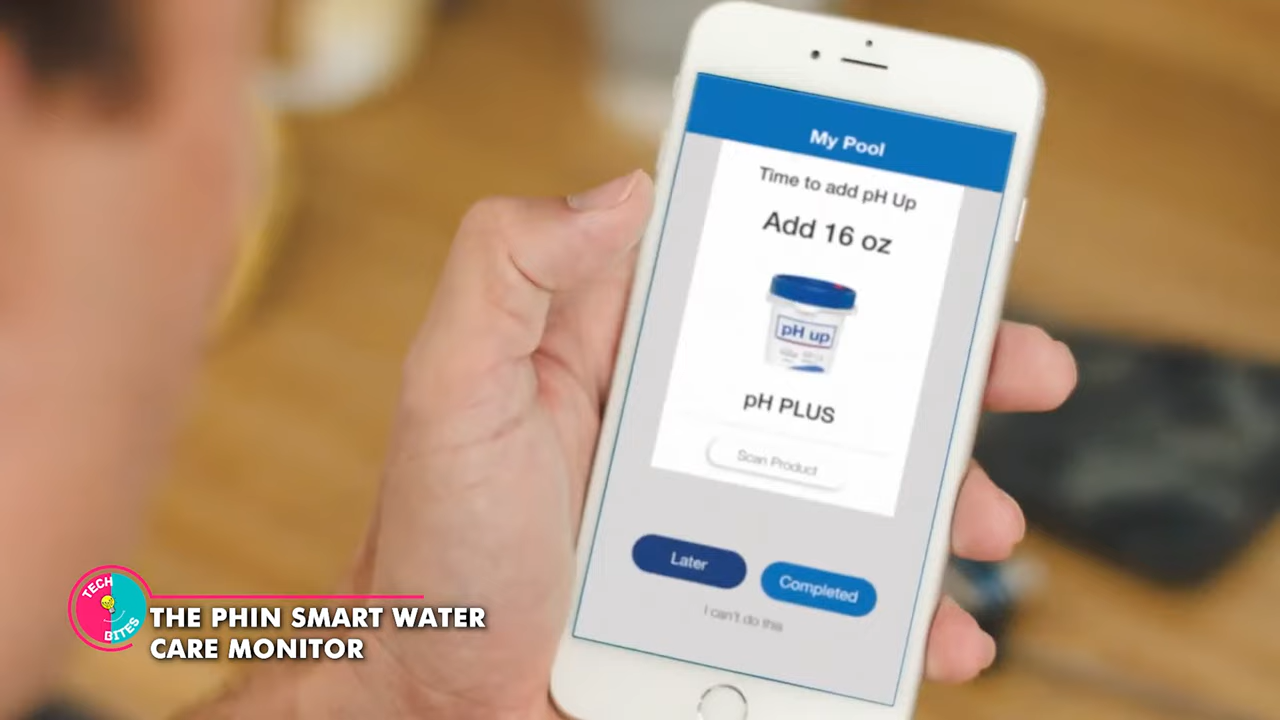 My Pool
Time to add pH Up
Add 16 oz
pH up
pH PLUS
Scan Product
Later
Completed
I can't do this
TECH
BITES
THE PHIN SMART WATER
CARE MONITOR